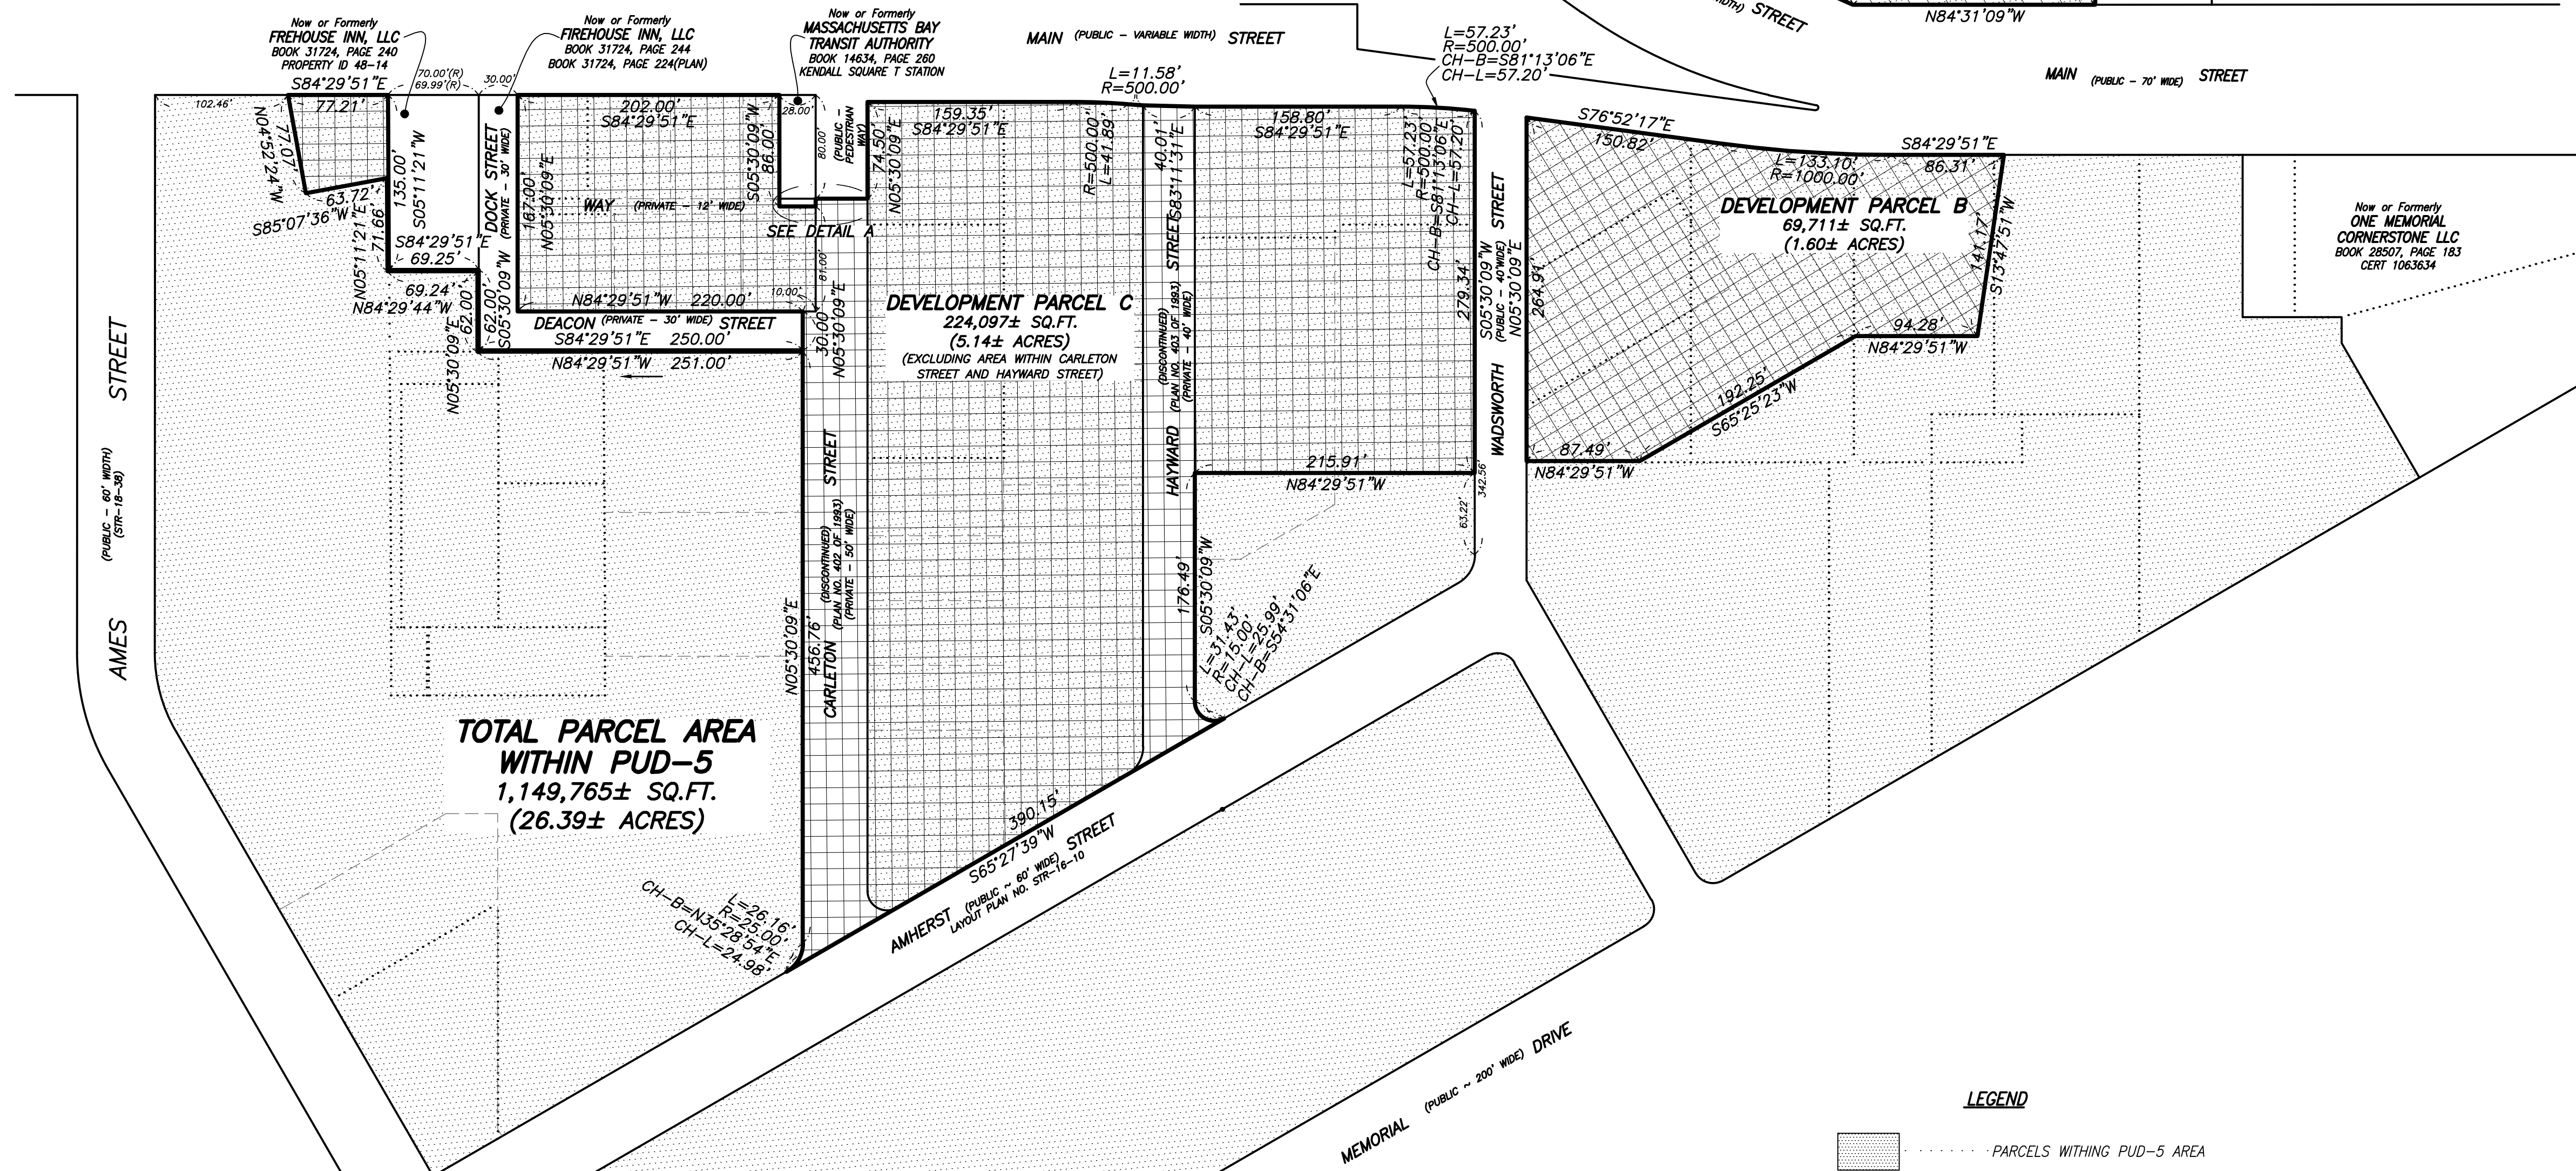 Now or Formerly
FREHOUSE INN, LLC
BOOK 31724, PAGE 240
PROPERTY ID 48-14
Now or Formerly
FIREHOUSE INN, LLC
BOOK 31724, PAGE 244
BOOK 31724, PAGE 224(PLAN)
Now or Formerly
MASSACHUSETTS BAY
TRANSIT AUTHORITY
BOOK 14634, PAGE 260
KENDALL SQUARE T STATION
MAIN (PUBLIC - VARIABLE WIDTH) STREET
L=57.23'
R=500.00'
CH-B=S81°13'06"E
CH-L=57.20'
WIDTH) STREET
N84°31'09"W
MAIN (PUBLIC - 70' WIDE) STREET
S84°29'51"E
70.00'(R)
69.99'(R)
30.00'
L=11.58'
R=500.00'
102.46'
77.21'
202.00'
S84°29'51"E
28.00'
159.35'
S84°29'51"E
158.80'
S84°29'51"E
S76°52'17"E
150.82'
L=133.10'
R=1000.00'
S84°29'51"E
86.31'
N04°52'24"W
77.07'
63.72'
S85°07'36"W
135.00'
S05°11'21"W
N05°11'21"E
71.66'
DOCK STREET
(PRIVATE - 30' WIDE)
S05°30'09"W
187.00'
N05°30'09"E
WAY (PRIVATE - 12' WIDE)
S05°30'09"W
86.00'
80.00'
(PUBLIC -
PEDESTRIAN
WAY)
74.50'
N05°30'09"E
SEE DETAIL A
R=500.00'
L=41.89'
40.01'
S83°11'31"E
L=57.23'
R=500.00'
CH-B=S81°13'06"E
CH-L=57.20'
DEVELOPMENT PARCEL B
69,711± SQ.FT.
(1.60± ACRES)
141.17'
S13°47'51"W
Now or Formerly
ONE MEMORIAL
CORNERSTONE LLC
BOOK 28507, PAGE 183
CERT 1063634
S84°29'51"E
69.25'
69.24'
N84°29'44"W
62.00'
62.00'
N05°30'09"E
N84°29'51"W 220.00'
10.00'
81.00'
DEACON (PRIVATE - 30' WIDE) STREET
S84°29'51"E 250.00'
N84°29'51"W 251.00'
30.00'
N05°30'09"E
DEVELOPMENT PARCEL C
224,097± SQ.FT.
(5.14± ACRES)
(EXCLUDING AREA WITHIN CARLETON
STREET AND HAYWARD STREET)
HAYWARD STREET
(DISCONTINUED)
(PLAN NO. 403 OF 1993)
(PRIVATE - 40' WIDE)
279.34'
S05°30'09"W
WADSWORTH STREET
(PUBLIC - 40'WIDE)
N05°30'09"E
264.91'
94.28'
N84°29'51"W
192.25'
S65°25'23"W
87.49'
N84°29'51"W
215.91'
N84°29'51"W
342.56'
63.22'
AMES STREET
(PUBLIC - 60' WIDTH)
(STR-18-38)
CARLETON STREET
(DISCONTINUED)
(PLAN NO. 402 OF 1993)
(PRIVATE - 50' WIDE)
N05°30'09"E
456.76'
176.49'
S05°30'09"W
L=31.43'
R=15.00'
CH-L=25.99'
CH-B=S54°31'06"E
TOTAL PARCEL AREA
WITHIN PUD-5
1,149,765± SQ.FT.
(26.39± ACRES)
390.15'
S65°27'39"W
AMHERST (PUBLIC ~ 60' WIDE) STREET
LAYOUT PLAN NO. STR-16-10
L=26.16'
R=25.00'
CH-B=N35°28'54"E
CH-L=24.98'
MEMORIAL (PUBLIC ~ 200' WIDE) DRIVE
LEGEND
PARCELS WITHING PUD-5 AREA